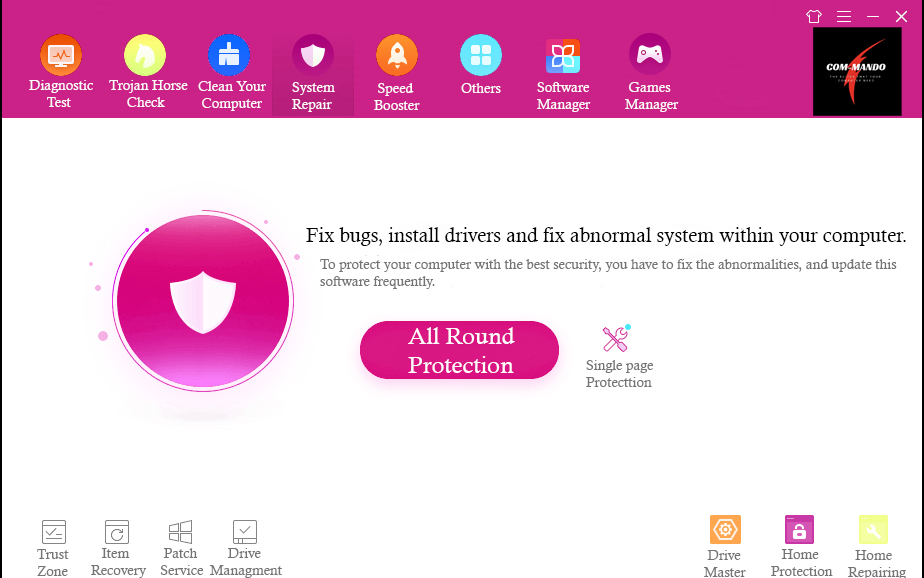 Diagnostic
Test
Trojan Horse
Check
Clean Your
Computer
System
Repair
Speed
Booster
Others
Software
Manager
Games
Manager
COM-MANDO
Fix bugs, install drivers and fix abnormal system within your computer.
To protect your computer with the best security, you have to fix the abnormalities, and update this
software frequently.
All Round
Protection
Single page
Protecttion
Trust
Zone
Item
Recovery
Patch
Service
Drive
Managment
Drive
Master
Home
Protection
Home
Repairing